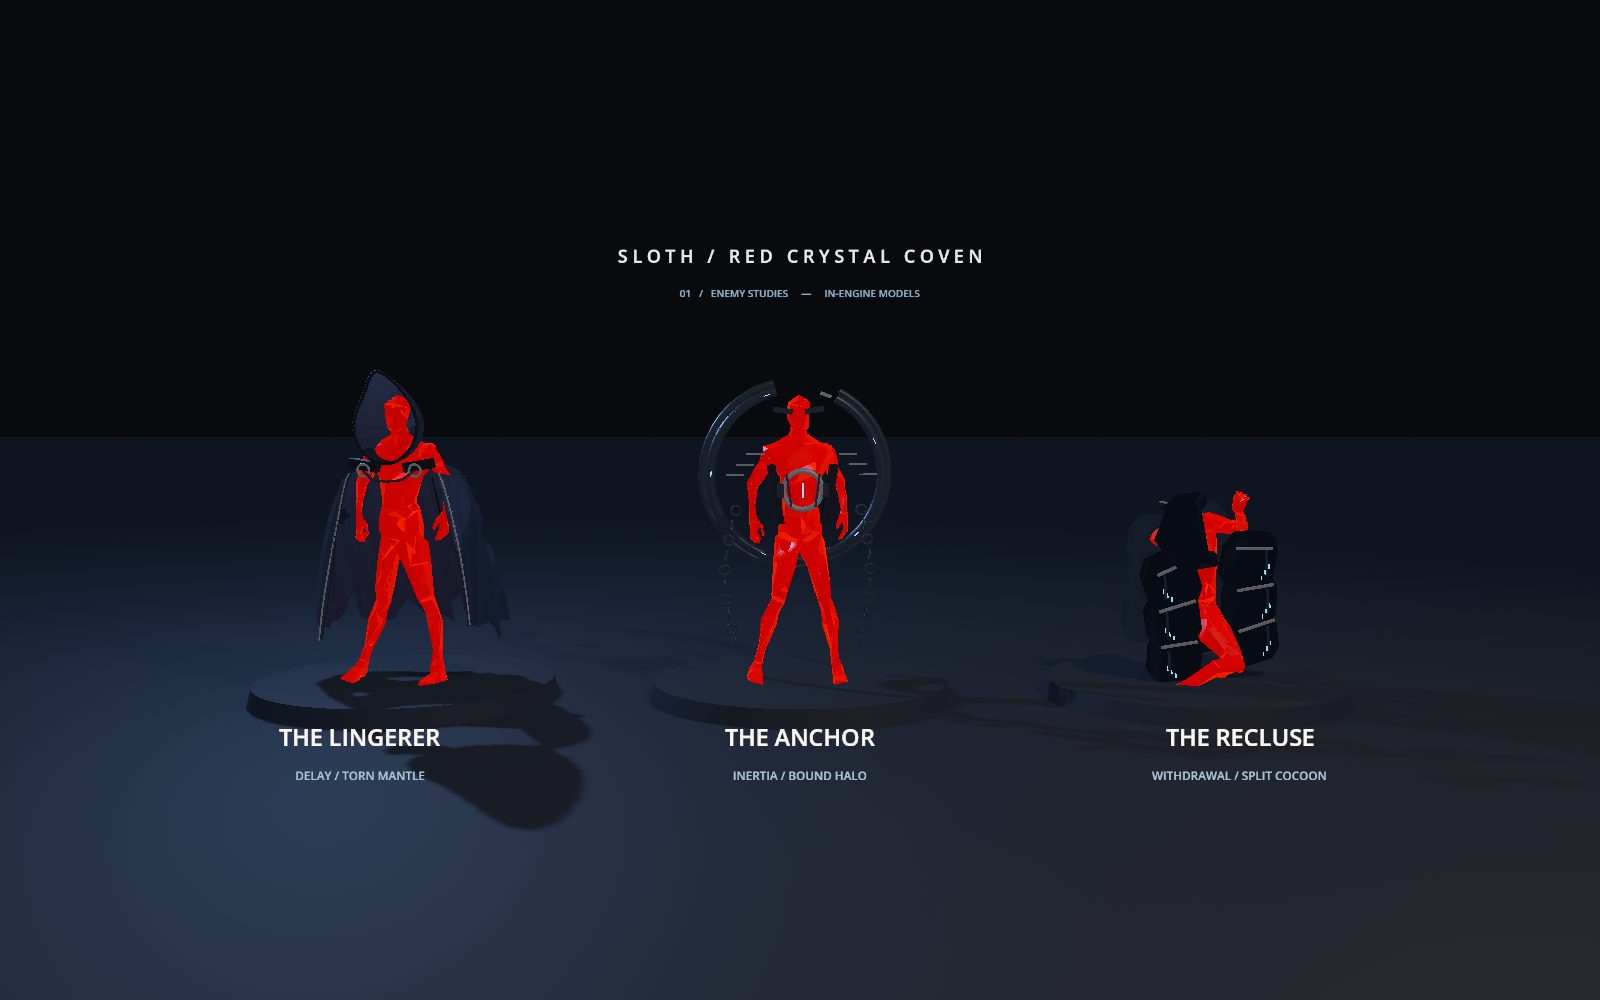 SLOTH / RED CRYSTAL COVEN
01 / ENEMY STUDIES — IN-ENGINE MODELS
THE LINGERER
DELAY / TORN MANTLE
THE ANCHOR
INERTIA / BOUND HALO
THE RECLUSE
WITHDRAWAL / SPLIT COCOON